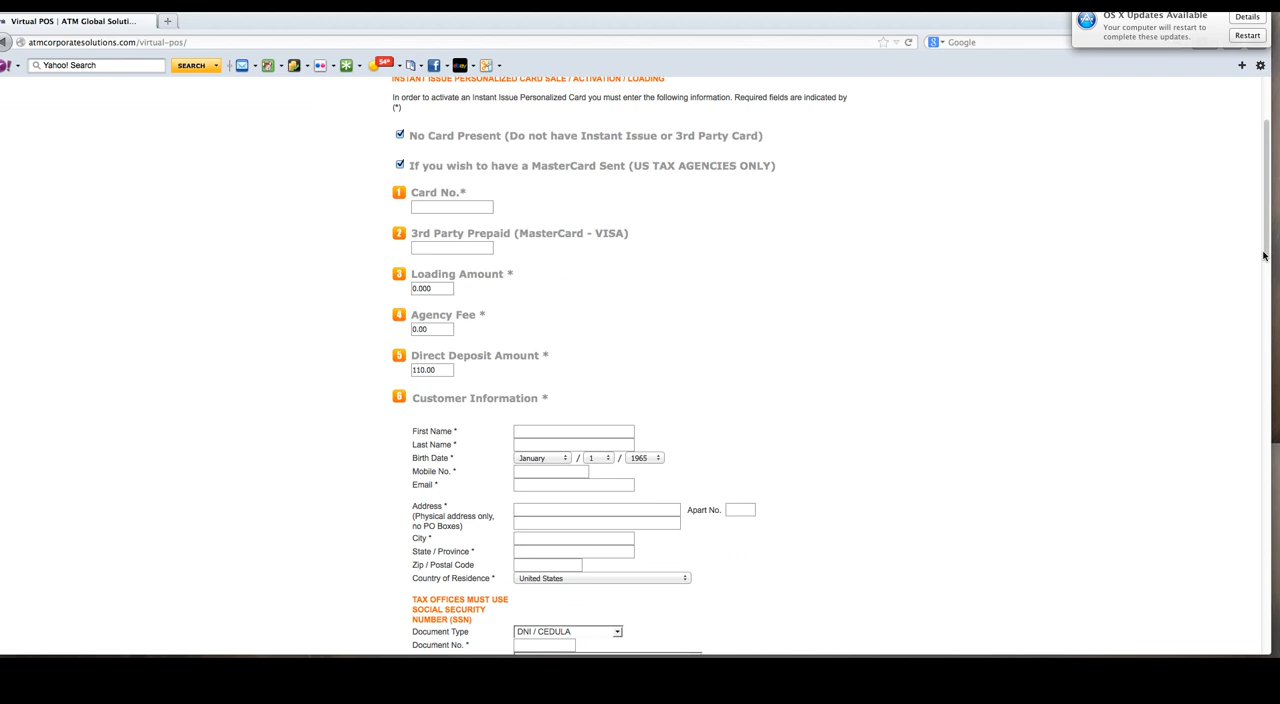 Virtual POS | ATM Global Soluti...
OS X Updates Available
Details
Your computer will restart to
complete these updates.
Restart
atmcorporatesolutions.com/virtual-pos/
Google
Yahoo! Search
SEARCH
54°
INSTANT ISSUE PERSONALIZED CARD SALE / ACTIVATION / LOADING
In order to activate an Instant Issue Personalized Card you must enter the following information. Required fields are indicated by
(*)
No Card Present (Do not have Instant Issue or 3rd Party Card)
If you wish to have a MasterCard Sent (US TAX AGENCIES ONLY)
1 Card No.*
2 3rd Party Prepaid (MasterCard - VISA)
3 Loading Amount *
0.000
4 Agency Fee *
0.00
5 Direct Deposit Amount *
110.00
6 Customer Information *
First Name *
Last Name *
Birth Date * January / 1 / 1965
Mobile No. *
Email *
Address * Apart No.
(Physical address only,
no PO Boxes)
City *
State / Province *
Zip / Postal Code
Country of Residence * United States
TAX OFFICES MUST USE
SOCIAL SECURITY
NUMBER (SSN)
Document Type DNI / CEDULA
Document No. *